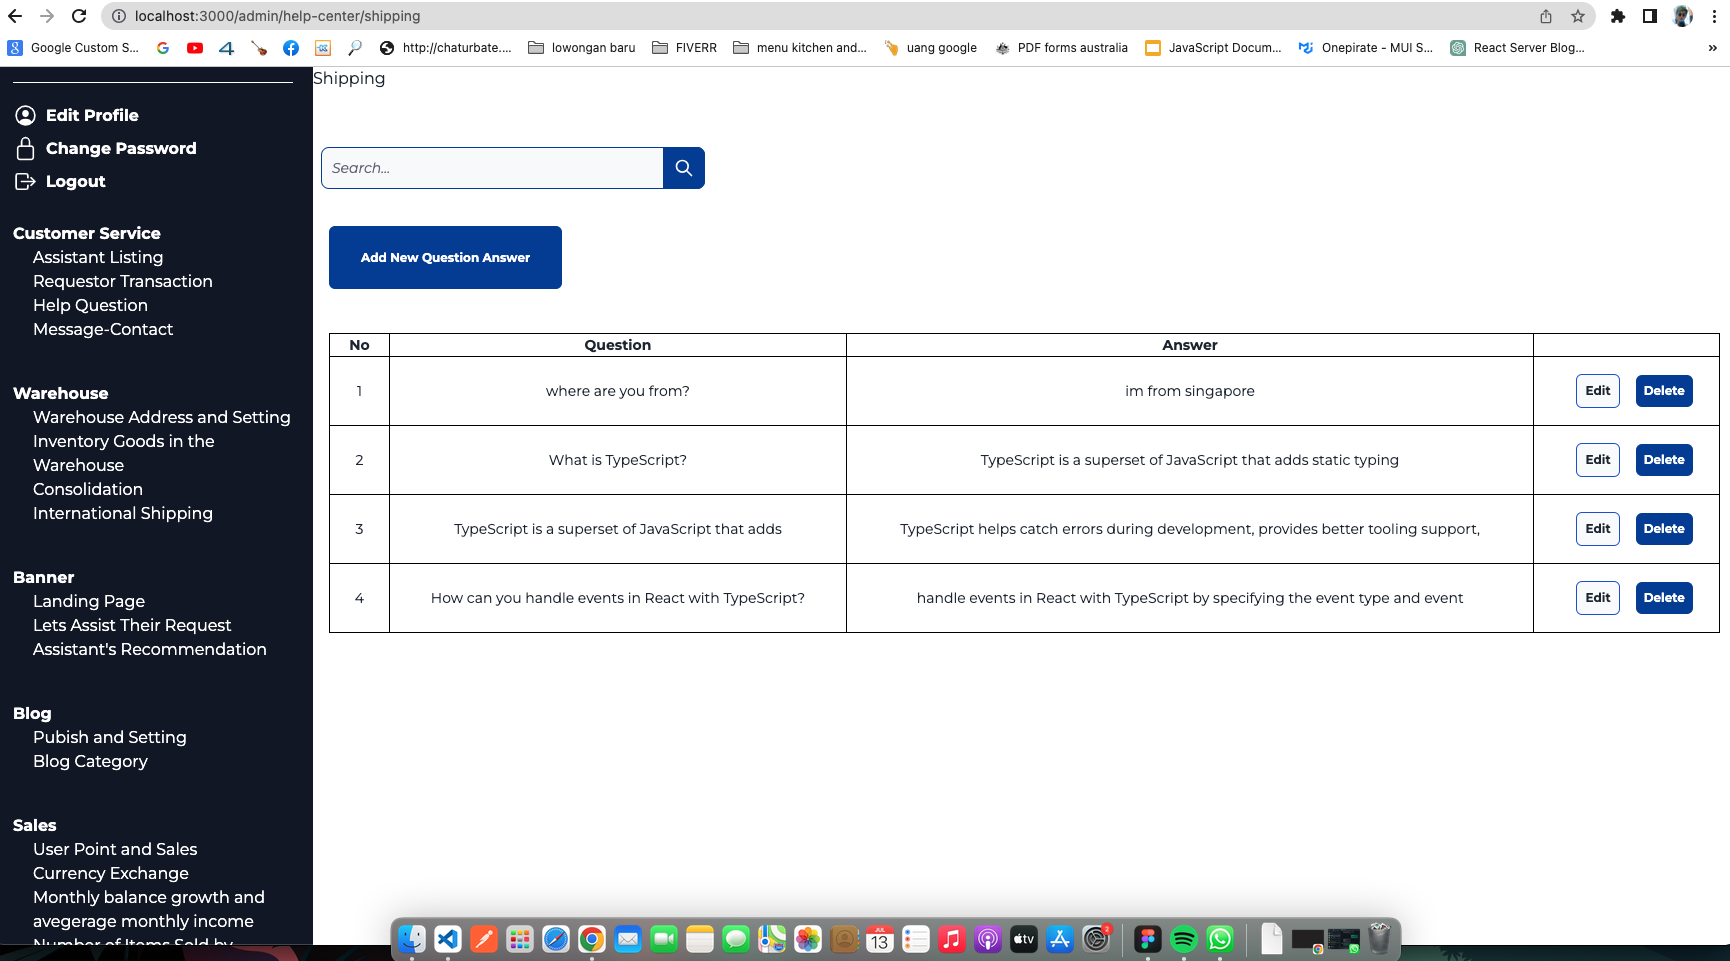 localhost:3000/admin/help-center/shipping
Google Custom S...
http://chaturbate....
lowongan baru
FIVERR
menu kitchen and...
uang google
PDF forms australia
JavaScript Docum...
Onepirate - MUI S...
React Server Blog...
»
Edit Profile
Change Password
Logout
Customer Service
Assistant Listing
Requestor Transaction
Help Question
Message-Contact
Warehouse
Warehouse Address and Setting
Inventory Goods in the
Warehouse
Consolidation
International Shipping
Banner
Landing Page
Lets Assist Their Request
Assistant's Recommendation
Blog
Pubish and Setting
Blog Category
Sales
User Point and Sales
Currency Exchange
Monthly balance growth and
avegerage monthly income
Number of Items Sold by
Shipping
Search...
Add New Question Answer
No Question Answer
1 where are you from? im from singapore Edit Delete
2 What is TypeScript? TypeScript is a superset of JavaScript that adds static typing Edit Delete
3 TypeScript is a superset of JavaScript that adds TypeScript helps catch errors during development, provides better tooling support, Edit Delete
4 How can you handle events in React with TypeScript? handle events in React with TypeScript by specifying the event type and event Edit Delete
JUL
13
tv
2